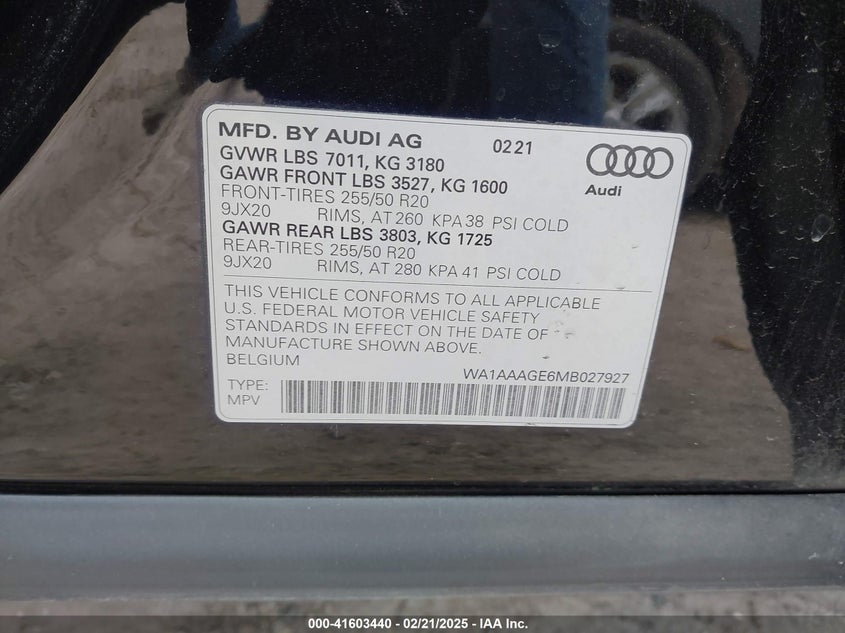 MFD. BY AUDI AG 0221
GVWR LBS 7011, KG 3180
GAWR FRONT LBS 3527, KG 1600
FRONT-TIRES 255/50 R20
9JX20 RIMS, AT 260 KPA 38 PSI COLD
GAWR REAR LBS 3803, KG 1725
REAR-TIRES 255/50 R20
9JX20 RIMS, AT 280 KPA 41 PSI COLD
Audi
THIS VEHICLE CONFORMS TO ALL APPLICABLE
U.S. FEDERAL MOTOR VEHICLE SAFETY
STANDARDS IN EFFECT ON THE DATE OF
MANUFACTURE SHOWN ABOVE.
BELGIUM
WA1AAAGE6MB027927
TYPE:
MPV
000-41603440 - 02/21/2025 - IAA Inc.